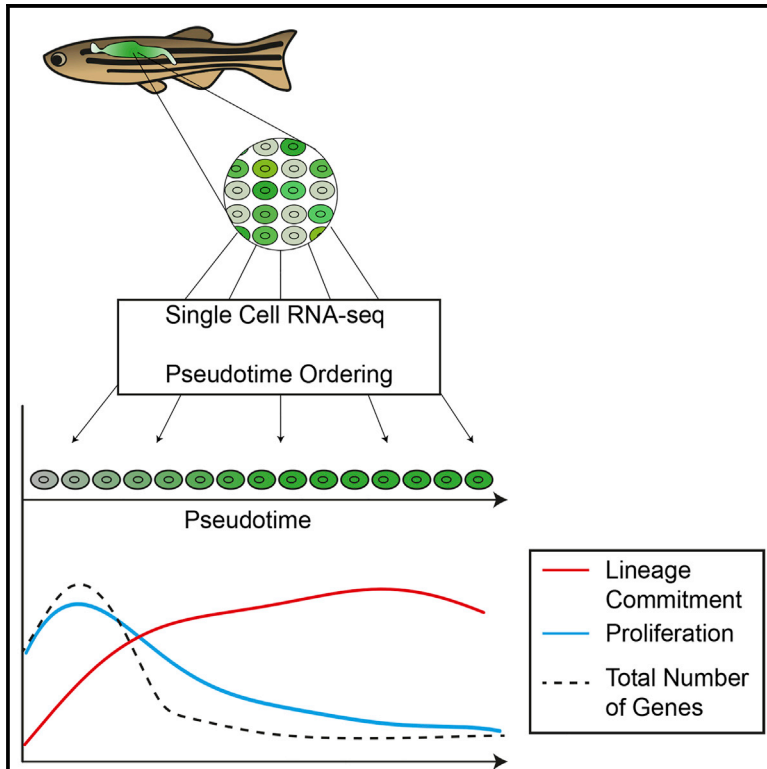 Single Cell RNA-seq
Pseudotime Ordering
Pseudotime
Lineage
Commitment
Proliferation
Total Number
of Genes